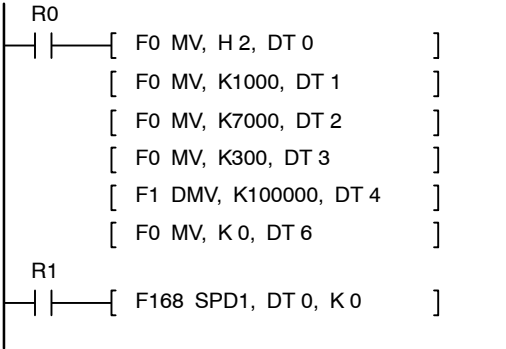 R0
[ F0 MV, H 2, DT 0 ]
[ F0 MV, K1000, DT 1 ]
[ F0 MV, K7000, DT 2 ]
[ F0 MV, K300, DT 3 ]
[ F1 DMV, K100000, DT 4 ]
[ F0 MV, K 0, DT 6 ]
R1
[ F168 SPD1, DT 0, K 0 ]